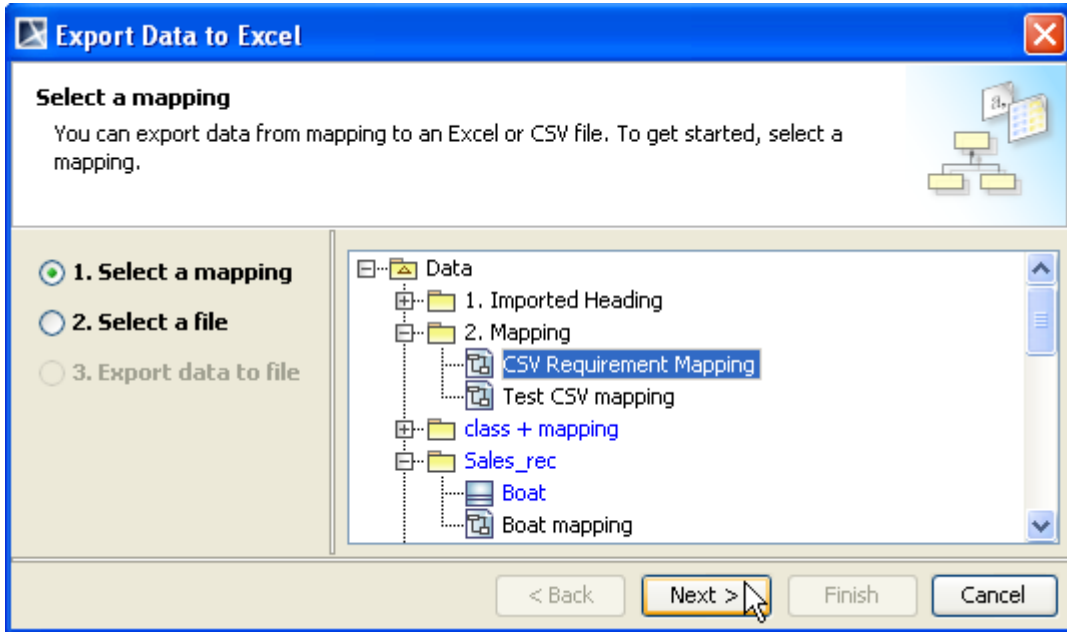 Export Data to Excel
Select a mapping
You can export data from mapping to an Excel or CSV file. To get started, select a
mapping.
a,
1. Select a mapping
2. Select a file
3. Export data to file
Data
1. Imported Heading
2. Mapping
CSV Requirement Mapping
Test CSV mapping
class + mapping
Sales_rec
Boat
Boat mapping
< Back Next > Finish Cancel